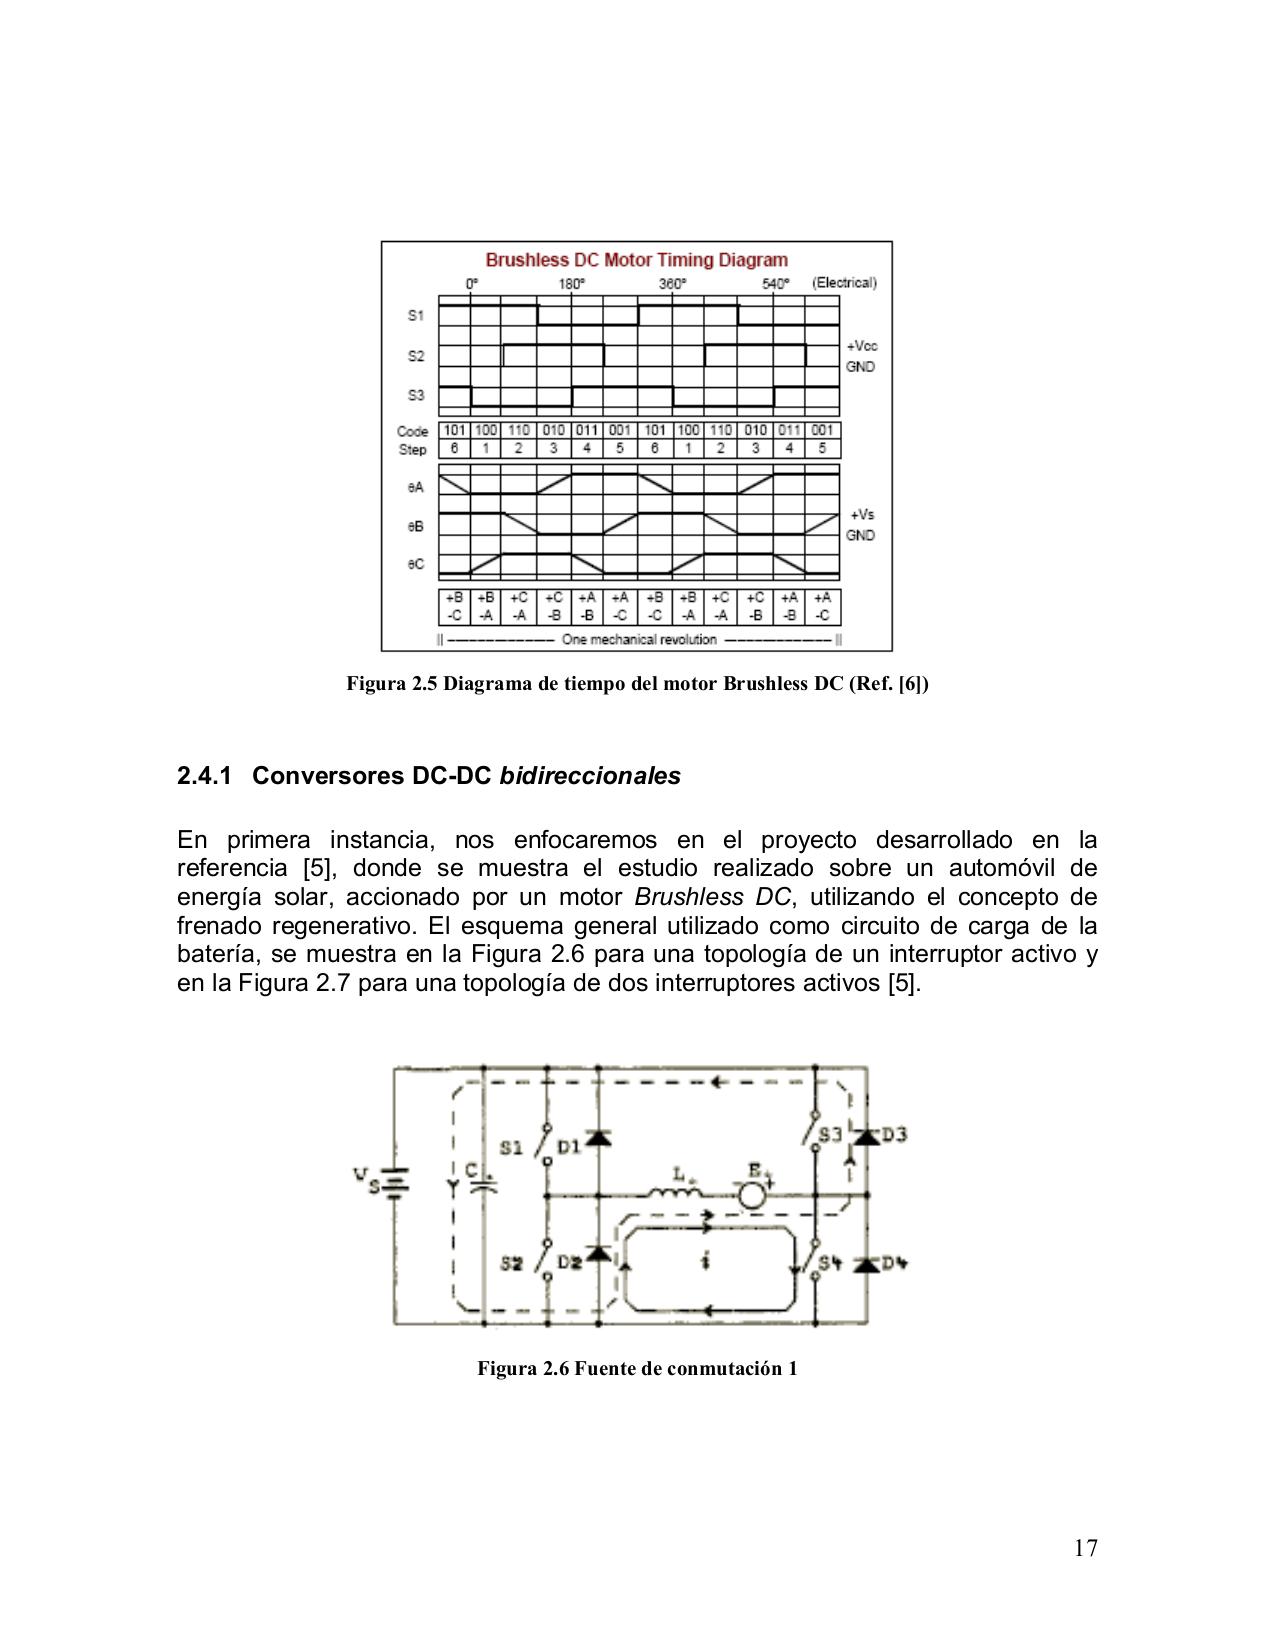 Brushless DC Motor Timing Diagram
0° 180° 360° 540° (Electrical)
S1
S2 +Vcc
GND
S3
Code 101 100 110 010 011 001 101 100 110 010 011 001
Step 6 1 2 3 4 5 6 1 2 3 4 5
θA
θB +Vs
GND
θC
+B +B +C +C +A +A +B +B +C +C +A +A
-C -A -A -B -B -C -C -A -A -B -B -C
|| One mechanical revolution ||
Figura 2.5 Diagrama de tiempo del motor Brushless DC (Ref. [6])
2.4.1 Conversores DC-DC bidireccionales
En primera instancia, nos enfocaremos en el proyecto desarrollado en la
referencia [5], donde se muestra el estudio realizado sobre un automóvil de
energía solar, accionado por un motor Brushless DC, utilizando el concepto de
frenado regenerativo. El esquema general utilizado como circuito de carga de la
batería, se muestra en la Figura 2.6 para una topología de un interruptor activo y
en la Figura 2.7 para una topología de dos interruptores activos [5].
S1 D1 S3 D3
Vs C L E +
S2 D2 i S4 D4
Figura 2.6 Fuente de conmutación 1
17